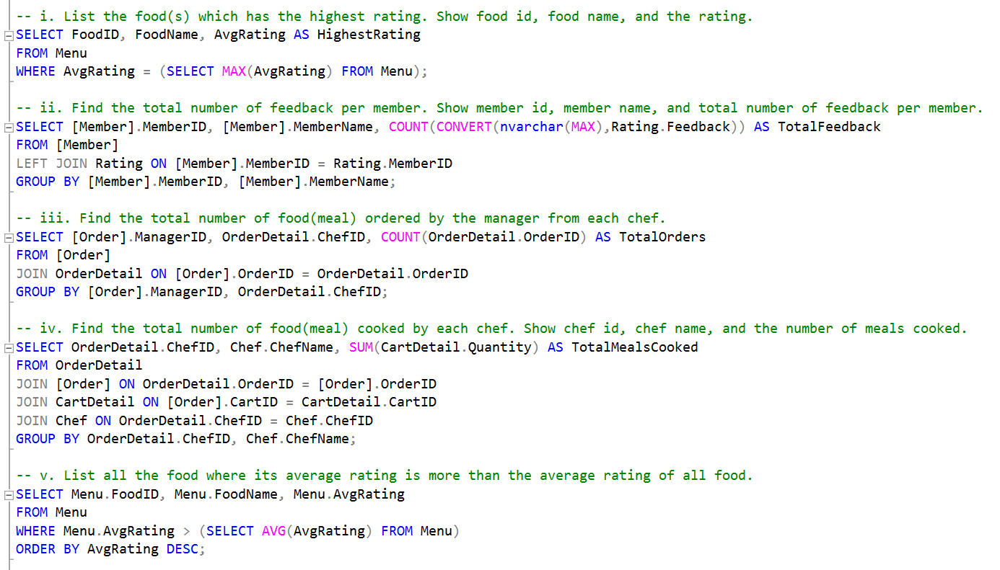 -- i. List the food(s) which has the highest rating. Show food id, food name, and the rating.
SELECT FoodID, FoodName, AvgRating AS HighestRating
FROM Menu
WHERE AvgRating = (SELECT MAX(AvgRating) FROM Menu);
-- ii. Find the total number of feedback per member. Show member id, member name, and total number of feedback per member.
SELECT [Member].MemberID, [Member].MemberName, COUNT(CONVERT(nvarchar(MAX),Rating.Feedback)) AS TotalFeedback
FROM [Member]
LEFT JOIN Rating ON [Member].MemberID = Rating.MemberID
GROUP BY [Member].MemberID, [Member].MemberName;
-- iii. Find the total number of food(meal) ordered by the manager from each chef.
SELECT [Order].ManagerID, OrderDetail.ChefID, COUNT(OrderDetail.OrderID) AS TotalOrders
FROM [Order]
JOIN OrderDetail ON [Order].OrderID = OrderDetail.OrderID
GROUP BY [Order].ManagerID, OrderDetail.ChefID;
-- iv. Find the total number of food(meal) cooked by each chef. Show chef id, chef name, and the number of meals cooked.
SELECT OrderDetail.ChefID, Chef.ChefName, SUM(CartDetail.Quantity) AS TotalMealsCooked
FROM OrderDetail
JOIN [Order] ON OrderDetail.OrderID = [Order].OrderID
JOIN CartDetail ON [Order].CartID = CartDetail.CartID
JOIN Chef ON OrderDetail.ChefID = Chef.ChefID
GROUP BY OrderDetail.ChefID, Chef.ChefName;
-- v. List all the food where its average rating is more than the average rating of all food.
SELECT Menu.FoodID, Menu.FoodName, Menu.AvgRating
FROM Menu
WHERE Menu.AvgRating > (SELECT AVG(AvgRating) FROM Menu)
ORDER BY AvgRating DESC;